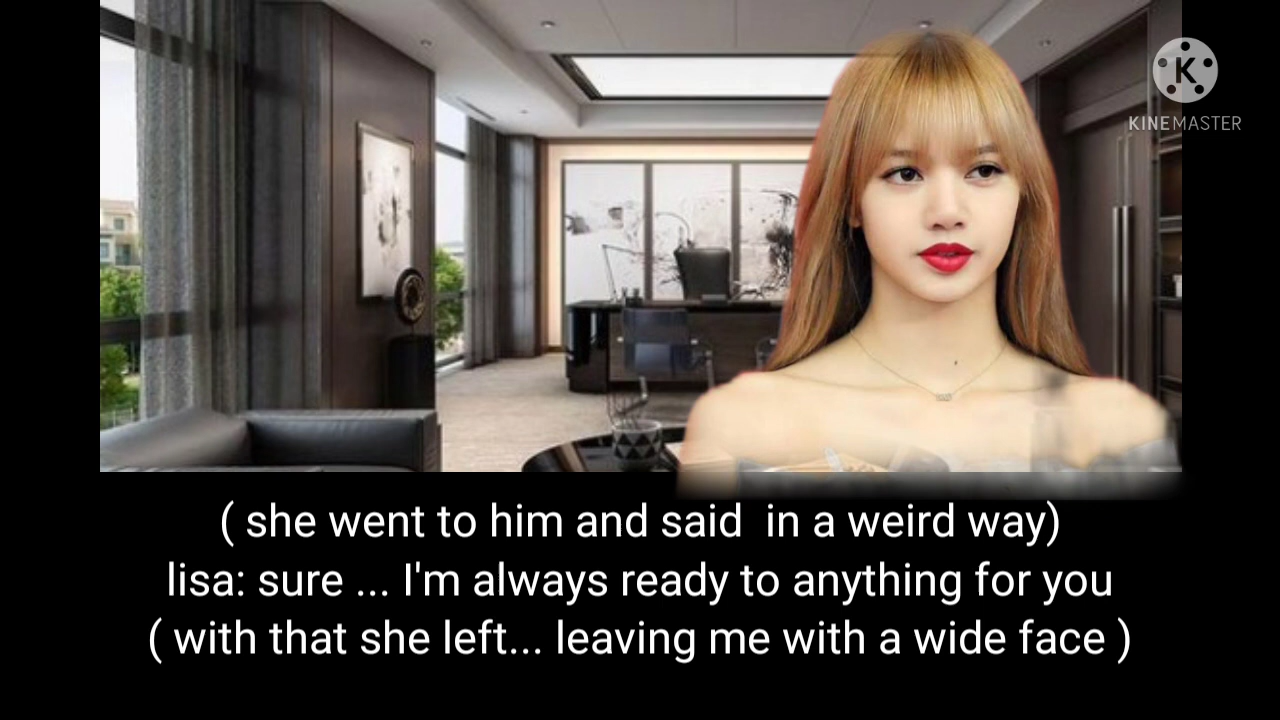 K
KINEMASTER
( she went to him and said  in a weird way)
lisa: sure ... I'm always ready to anything for you
( with that she left... leaving me with a wide face )